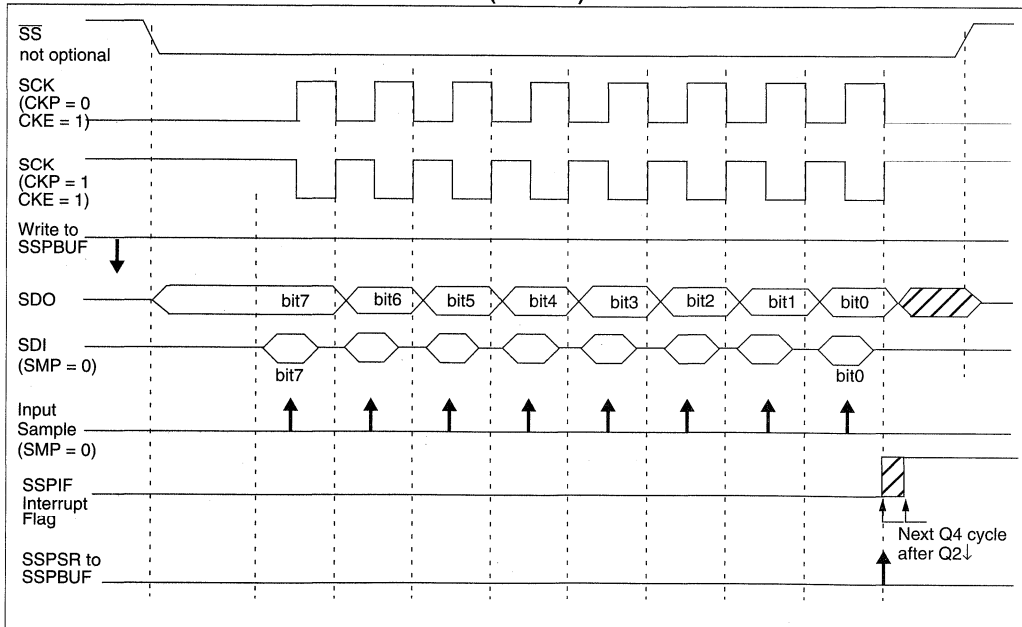 SS
not optional
SCK
(CKP = 0
CKE = 1)
SCK
(CKP = 1
CKE = 1)
Write to
SSPBUF
SDO
bit7 bit6 bit5 bit4 bit3 bit2 bit1 bit0
SDI
(SMP = 0)
bit7 bit0
Input
Sample
(SMP = 0)
SSPIF
Interrupt
Flag
Next Q4 cycle
after Q2↓
SSPSR to
SSPBUF